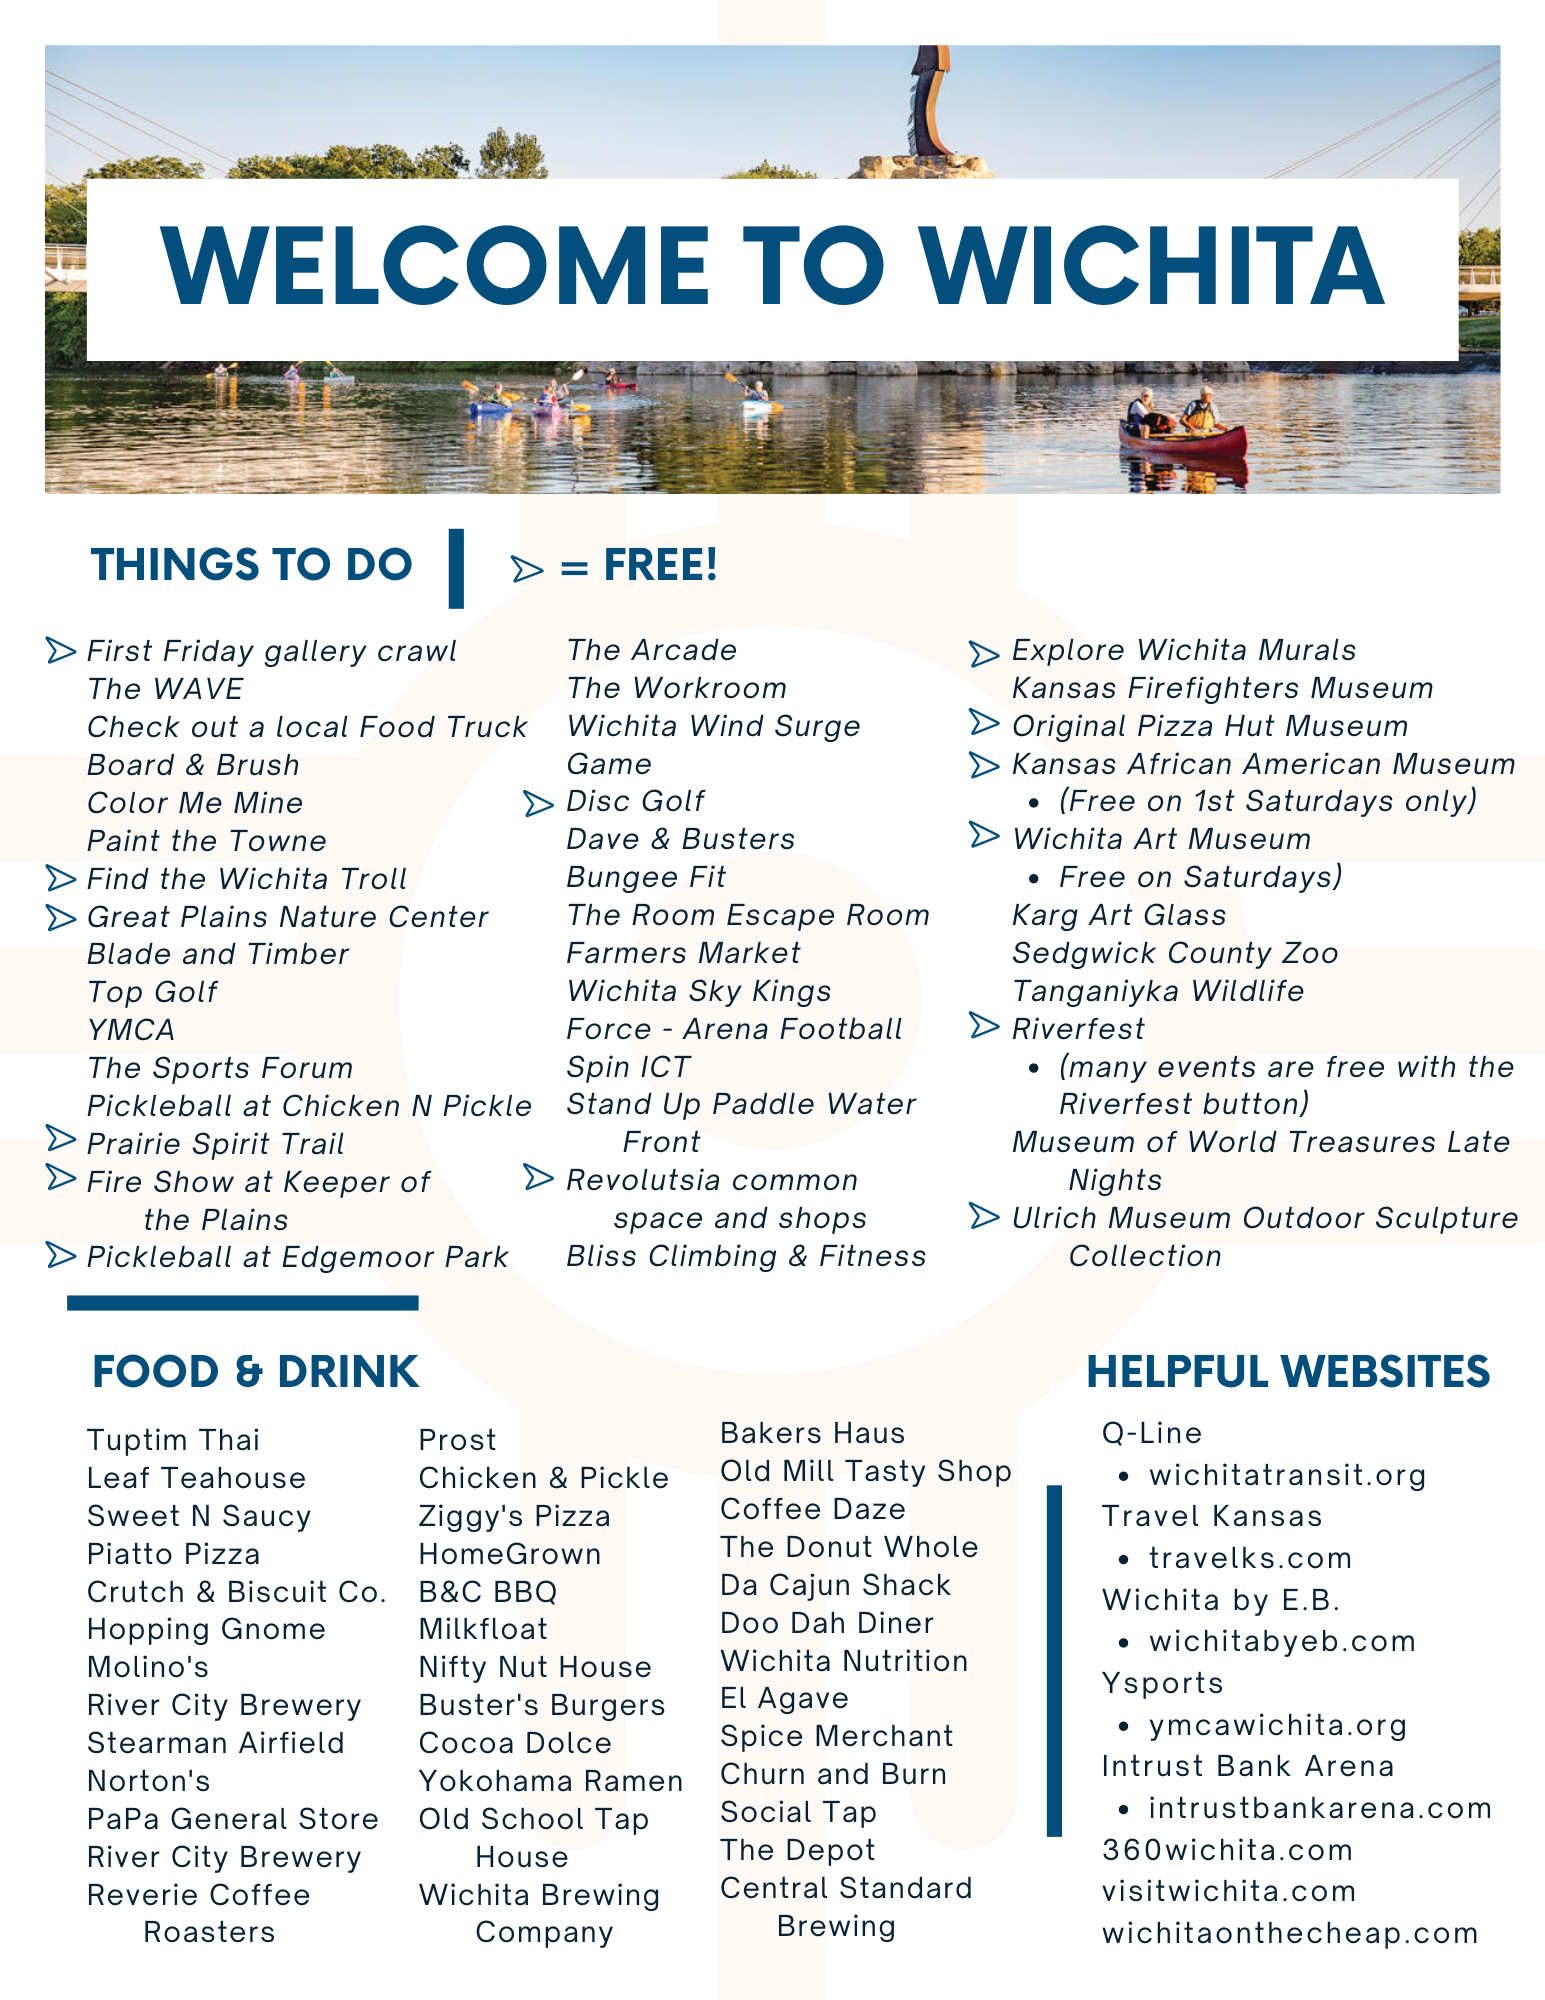 WELCOME TO WICHITA
THINGS TO DO
= FREE!
First Friday gallery crawl
The WAVE
Check out a local Food Truck
Board & Brush
Color Me Mine
Paint the Towne
Find the Wichita Troll
Great Plains Nature Center
Blade and Timber
Top Golf
YMCA
The Sports Forum
Pickleball at Chicken N Pickle
Prairie Spirit Trail
Fire Show at Keeper of
the Plains
Pickleball at Edgemoor Park
The Arcade
The Workroom
Wichita Wind Surge
Game
Disc Golf
Dave & Busters
Bungee Fit
The Room Escape Room
Farmers Market
Wichita Sky Kings
Force - Arena Football
Spin ICT
Stand Up Paddle Water
Front
Revolutsia common
space and shops
Bliss Climbing & Fitness
Explore Wichita Murals
Kansas Firefighters Museum
Original Pizza Hut Museum
Kansas African American Museum
• (Free on 1st Saturdays only)
Wichita Art Museum
• Free on Saturdays)
Karg Art Glass
Sedgwick County Zoo
Tanganiyka Wildlife
Riverfest
• (many events are free with the
Riverfest button)
Museum of World Treasures Late
Nights
Ulrich Museum Outdoor Sculpture
Collection
FOOD & DRINK
Tuptim Thai
Leaf Teahouse
Sweet N Saucy
Piatto Pizza
Crutch & Biscuit Co.
Hopping Gnome
Molino's
River City Brewery
Stearman Airfield
Norton's
PaPa General Store
River City Brewery
Reverie Coffee
Roasters
Prost
Chicken & Pickle
Ziggy's Pizza
HomeGrown
B&C BBQ
Milkfloat
Nifty Nut House
Buster's Burgers
Cocoa Dolce
Yokohama Ramen
Old School Tap
House
Wichita Brewing
Company
Bakers Haus
Old Mill Tasty Shop
Coffee Daze
The Donut Whole
Da Cajun Shack
Doo Dah Diner
Wichita Nutrition
El Agave
Spice Merchant
Churn and Burn
Social Tap
The Depot
Central Standard
Brewing
HELPFUL WEBSITES
Q-Line
• wichitatransit.org
Travel Kansas
• travelks.com
Wichita by E.B.
• wichitabyeb.com
Ysports
• ymcawichita.org
Intrust Bank Arena
• intrustbankarena.com
360wichita.com
visitwichita.com
wichitaonthecheap.com